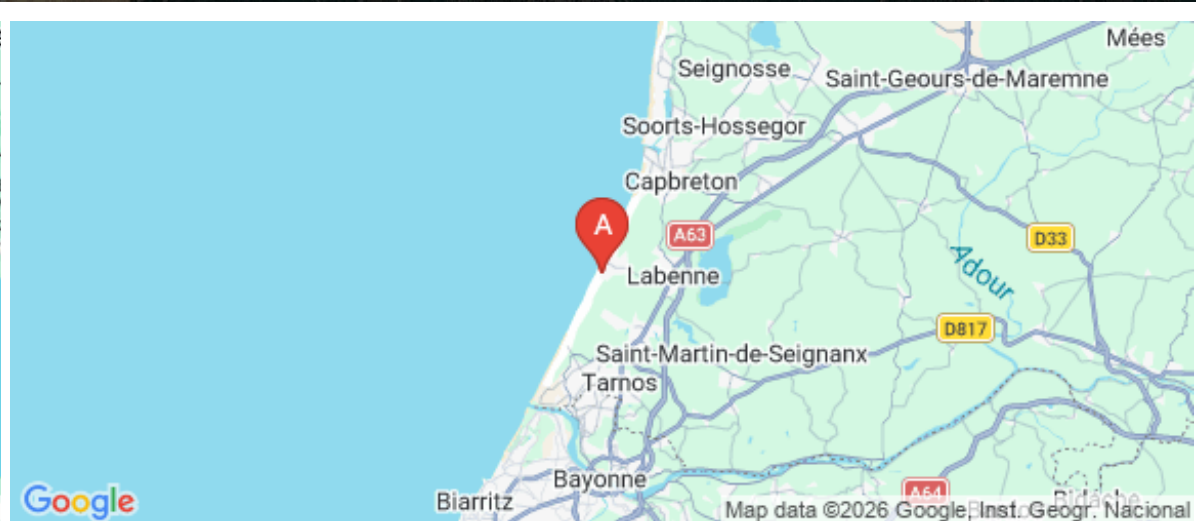 Mées
Seignosse
Saint-Geours-de-Maremne
Soorts-Hossegor
Capbreton
A
A63
D33
Adour
Labenne
D817
Saint-Martin-de-Seignanx
Tarnos
Bayonne
A64
Biarritz
Bidache
Google
Map data ©2026 Google, Inst. Geogr. Nacional